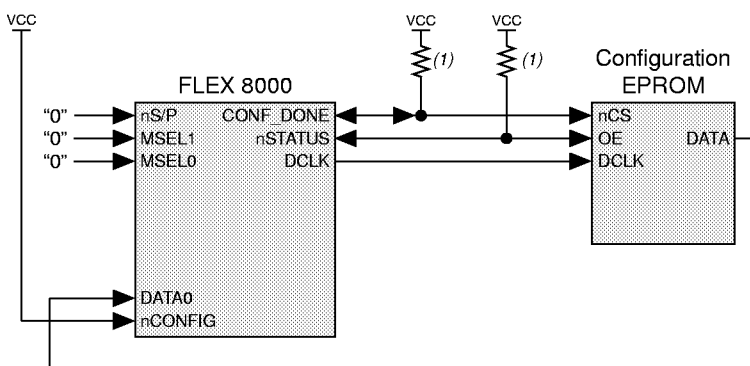 VCC
VCC
VCC
(1)
(1)
FLEX 8000
Configuration
EPROM
"0"
nS/P
CONF_DONE
nCS
"0"
MSEL1
nSTATUS
OE
DATA
"0"
MSEL0
DCLK
DCLK
DATA0
nCONFIG